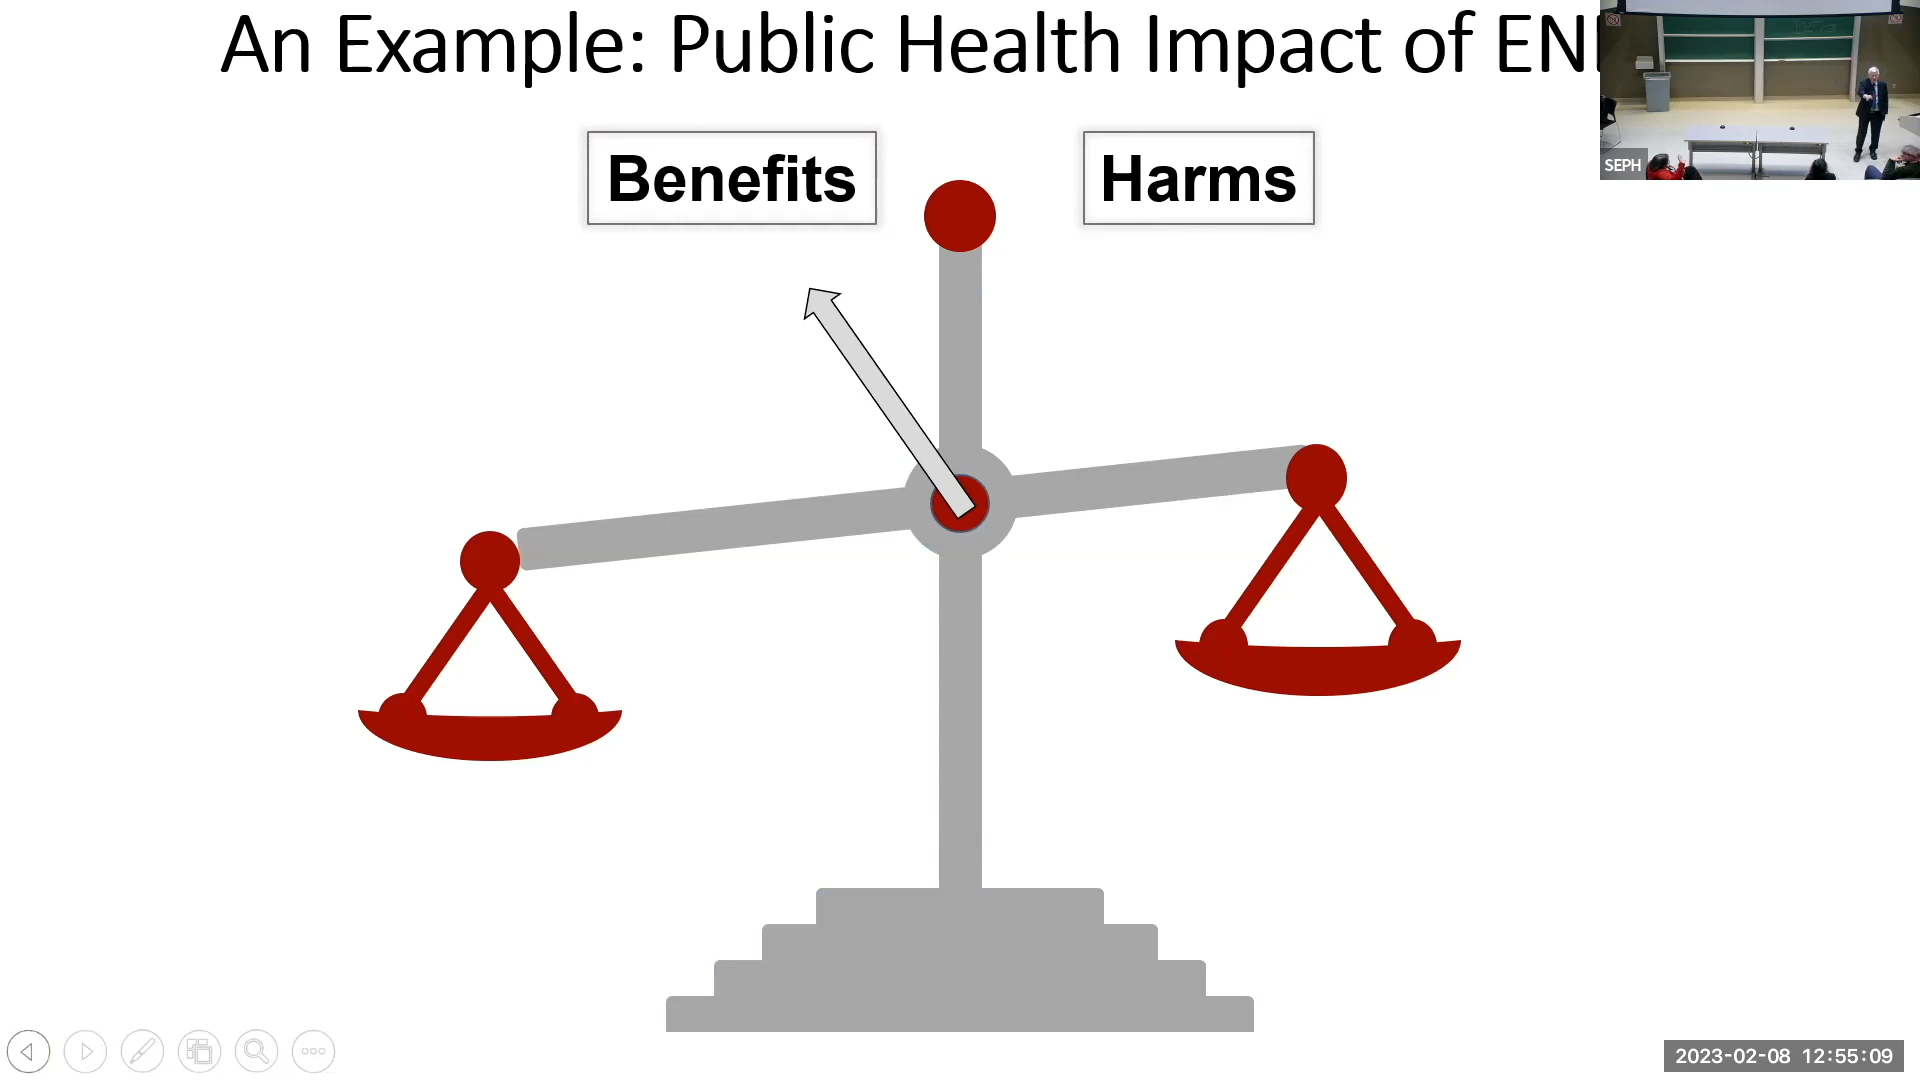 An Example: Public Health Impact of EN
Benefits
Harms
SEPH
2023-02-08 12:55:09